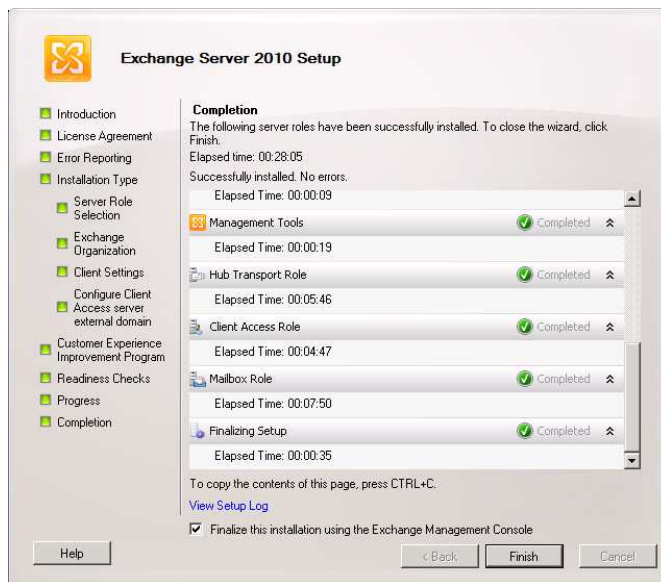 Exchange Server 2010 Setup
Introduction
License Agreement
Error Reporting
Installation Type
Server Role
Selection
Exchange
Organization
Client Settings
Configure Client
Access server
external domain
Customer Experience
Improvement Program
Readiness Checks
Progress
Completion
Completion
The following server roles have been successfully installed. To close the wizard, click
Finish.
Elapsed time: 00:28:05
Successfully installed. No errors.
Elapsed Time: 00:00:09
Management Tools Completed
Elapsed Time: 00:00:19
Hub Transport Role Completed
Elapsed Time: 00:05:46
Client Access Role Completed
Elapsed Time: 00:04:47
Mailbox Role Completed
Elapsed Time: 00:07:50
Finalizing Setup Completed
Elapsed Time: 00:00:35
To copy the contents of this page, press CTRL+C.
View Setup Log
Finalize this installation using the Exchange Management Console
Help < Back Finish Cancel